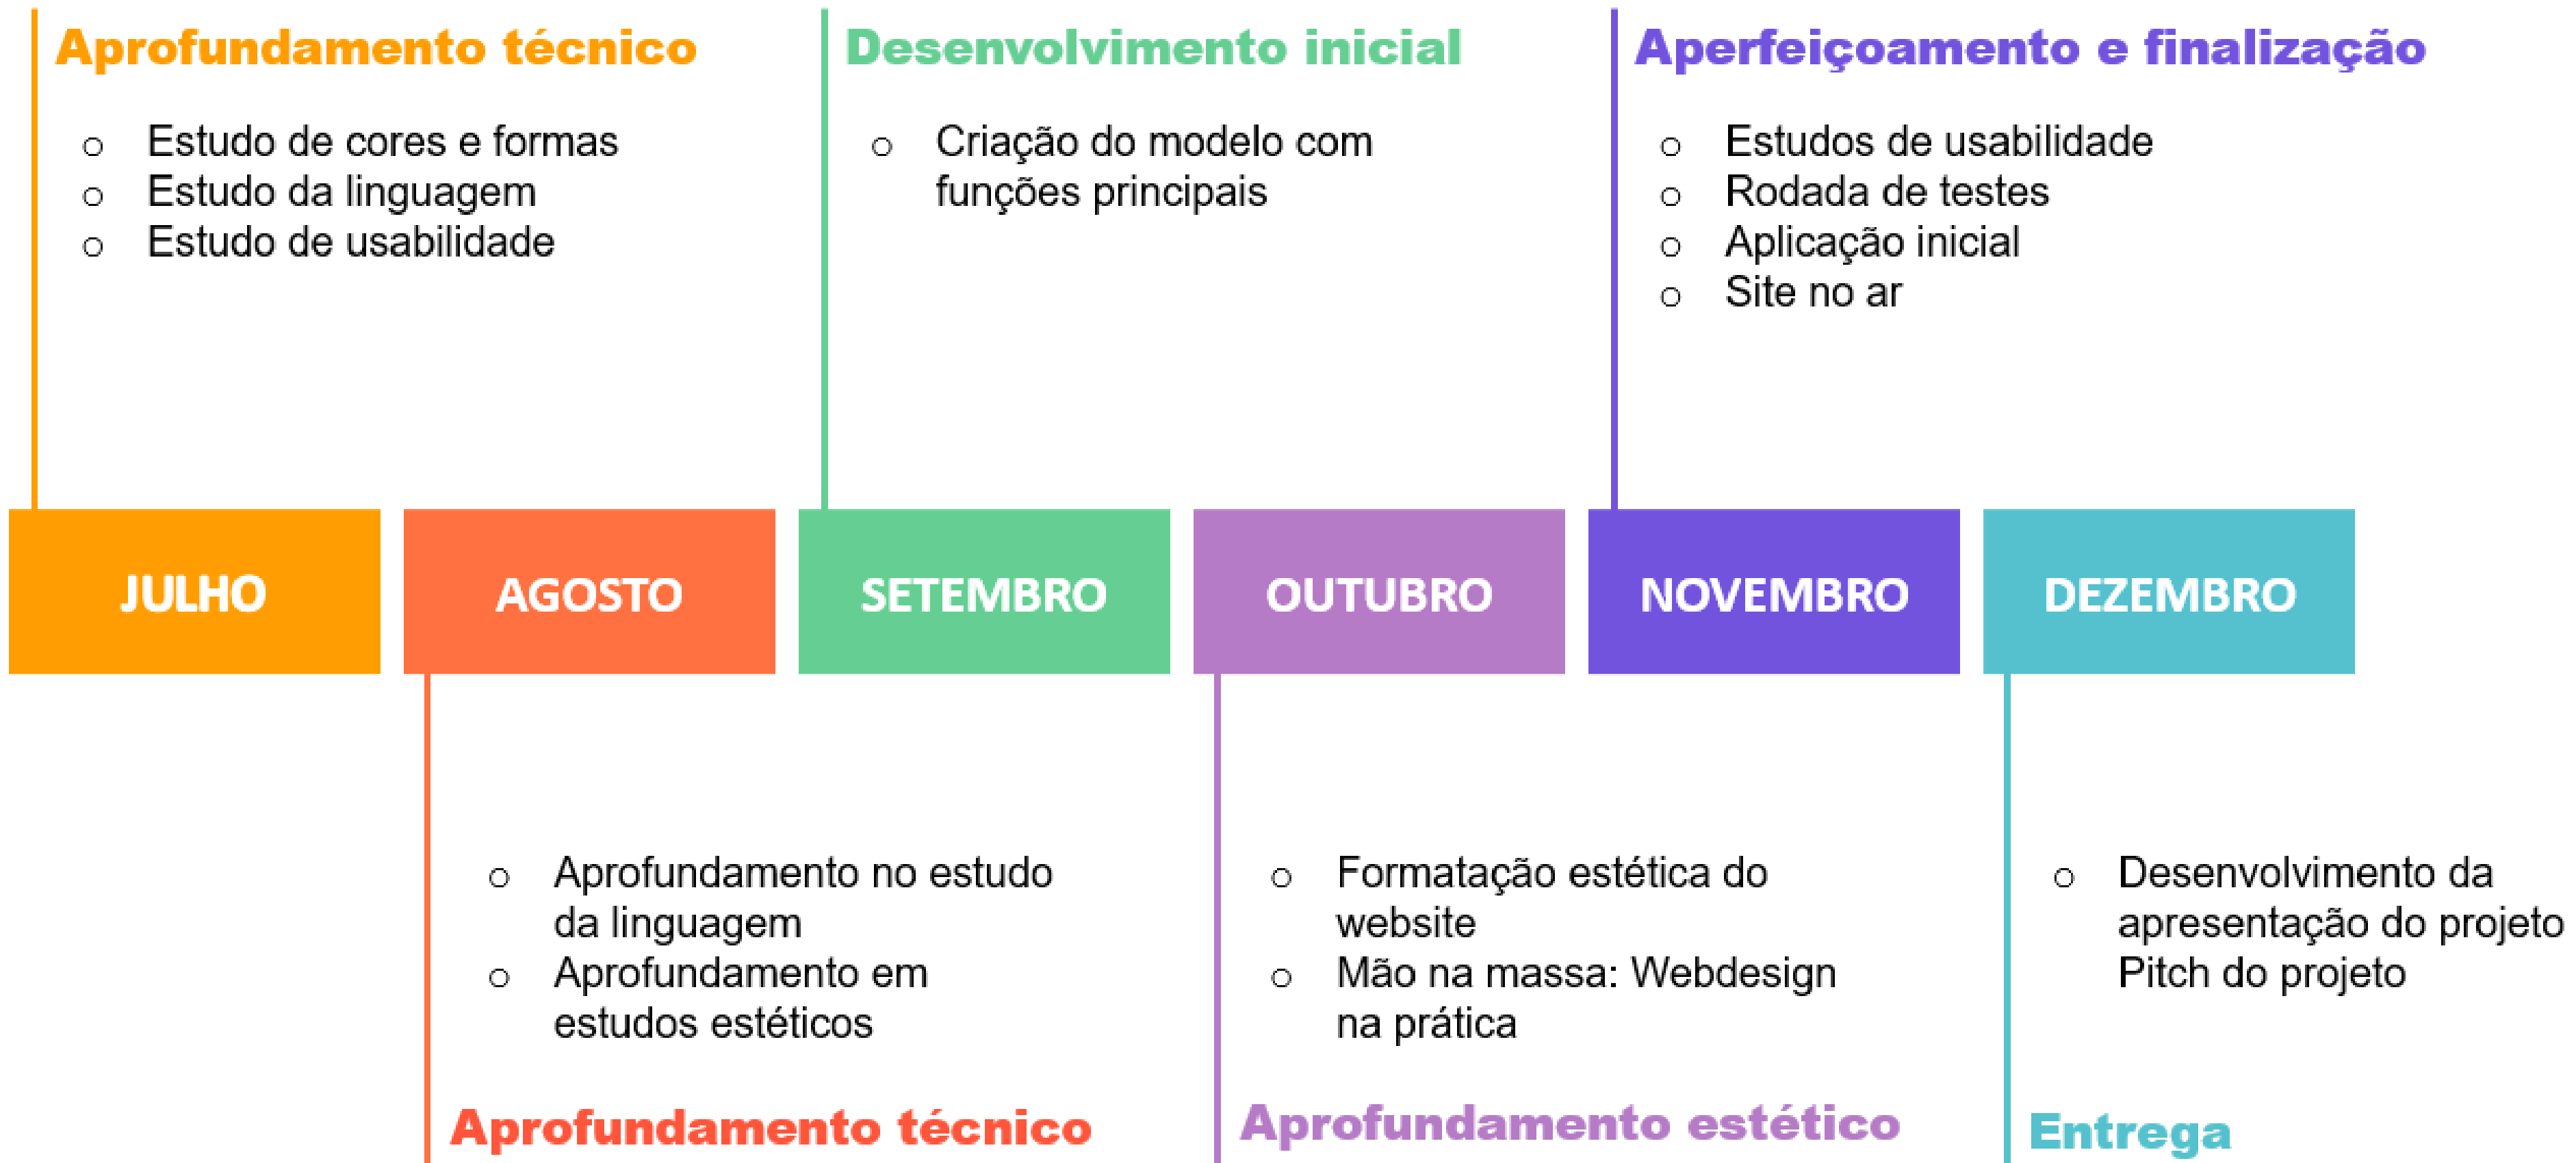 Aprofundamento técnico
Estudo de cores e formas
Estudo da linguagem
Estudo de usabilidade
Desenvolvimento inicial
Criação do modelo com
funções principais
Aperfeiçoamento e finalização
Estudos de usabilidade
Rodada de testes
Aplicação inicial
Site no ar
JULHO
AGOSTO
SETEMBRO
OUTUBRO
NOVEMBRO
DEZEMBRO
Aprofundamento no estudo
da linguagem
Aprofundamento em
estudos estéticos
Aprofundamento técnico
Formatação estética do
website
Mão na massa: Webdesign
na prática
Aprofundamento estético
Desenvolvimento da
apresentação do projeto
Pitch do projeto
Entrega